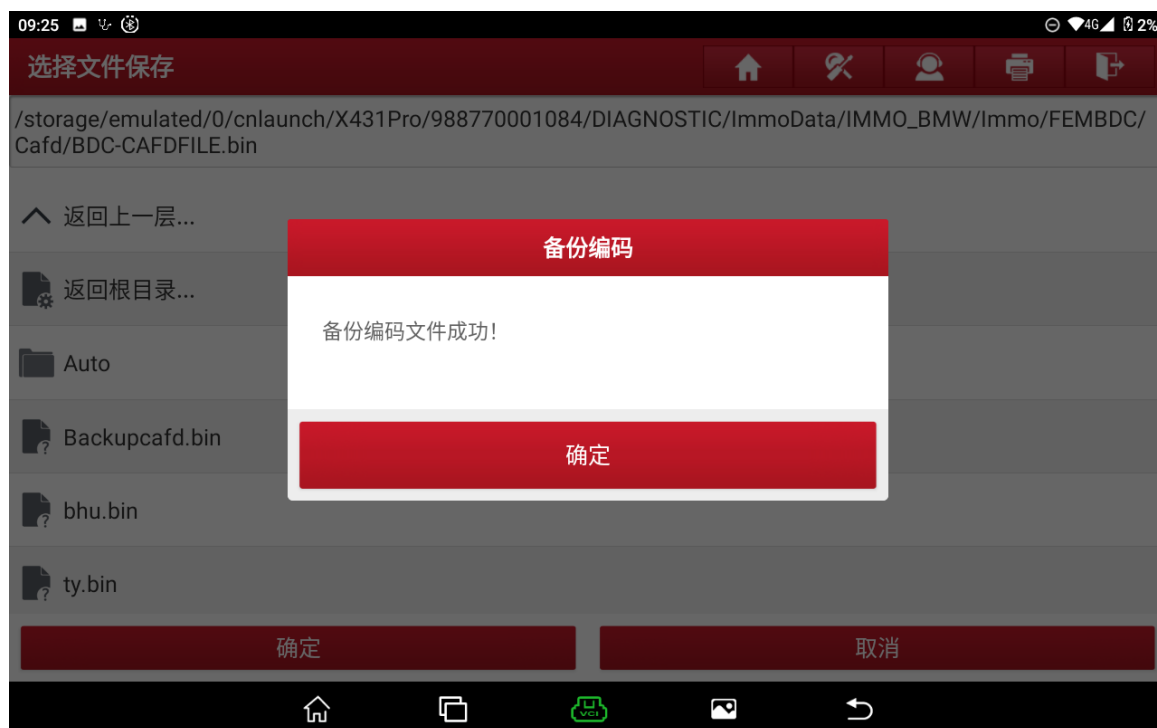 09:25
4G 2%
选择文件保存
/storage/emulated/0/cnlaunch/X431Pro/988770001084/DIAGNOSTIC/ImmoData/IMMO_BMW/Immo/FEMBDC/
Cafd/BDC-CAFDFILE.bin
返回上一层...
备份编码
返回根目录...
备份编码文件成功!
Auto
Backupcafd.bin
确定
bhu.bin
ty.bin
确定
取消
VCI